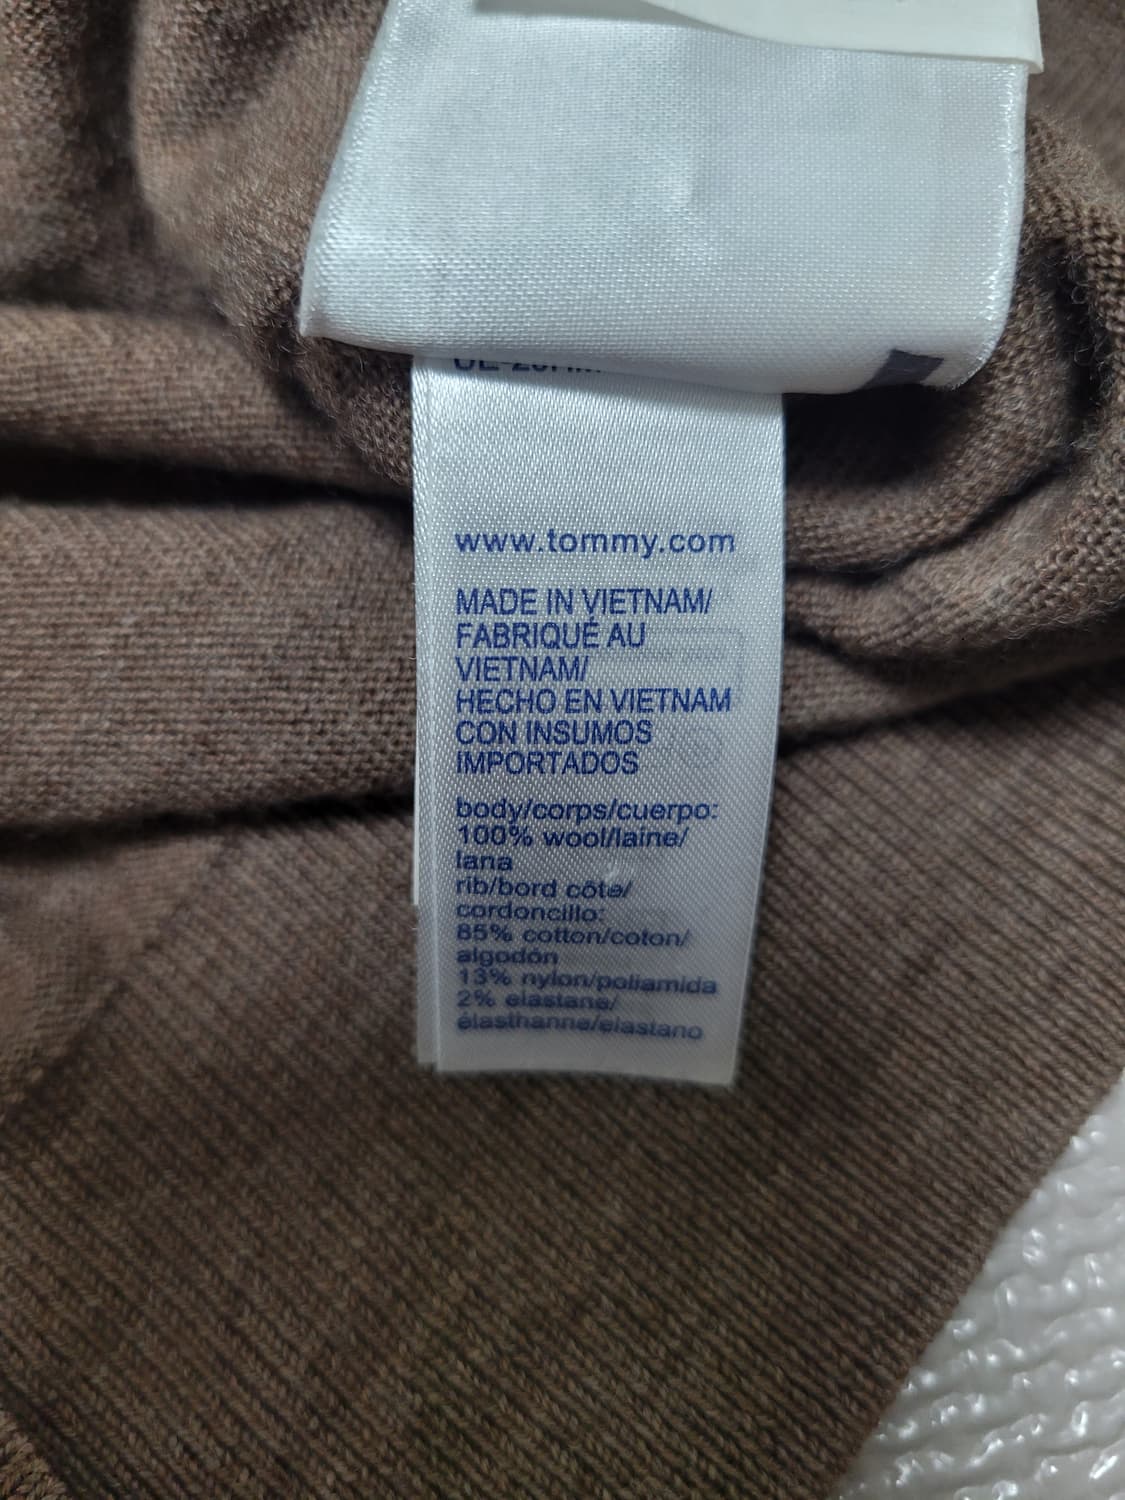 www.tommy.com
MADE IN VIETNAM/
FABRIQUÉ AU
VIETNAM/
HECHO EN VIETNAM
CON INSUMOS
IMPORTADOS
body/corps/cuerpo:
100% wool/laine/
lana
rib/bord côte/
cordoncillo:
85% cotton/coton/
algodón
13% nylon/poliamida
2% elastane/
élasthanne/elastano